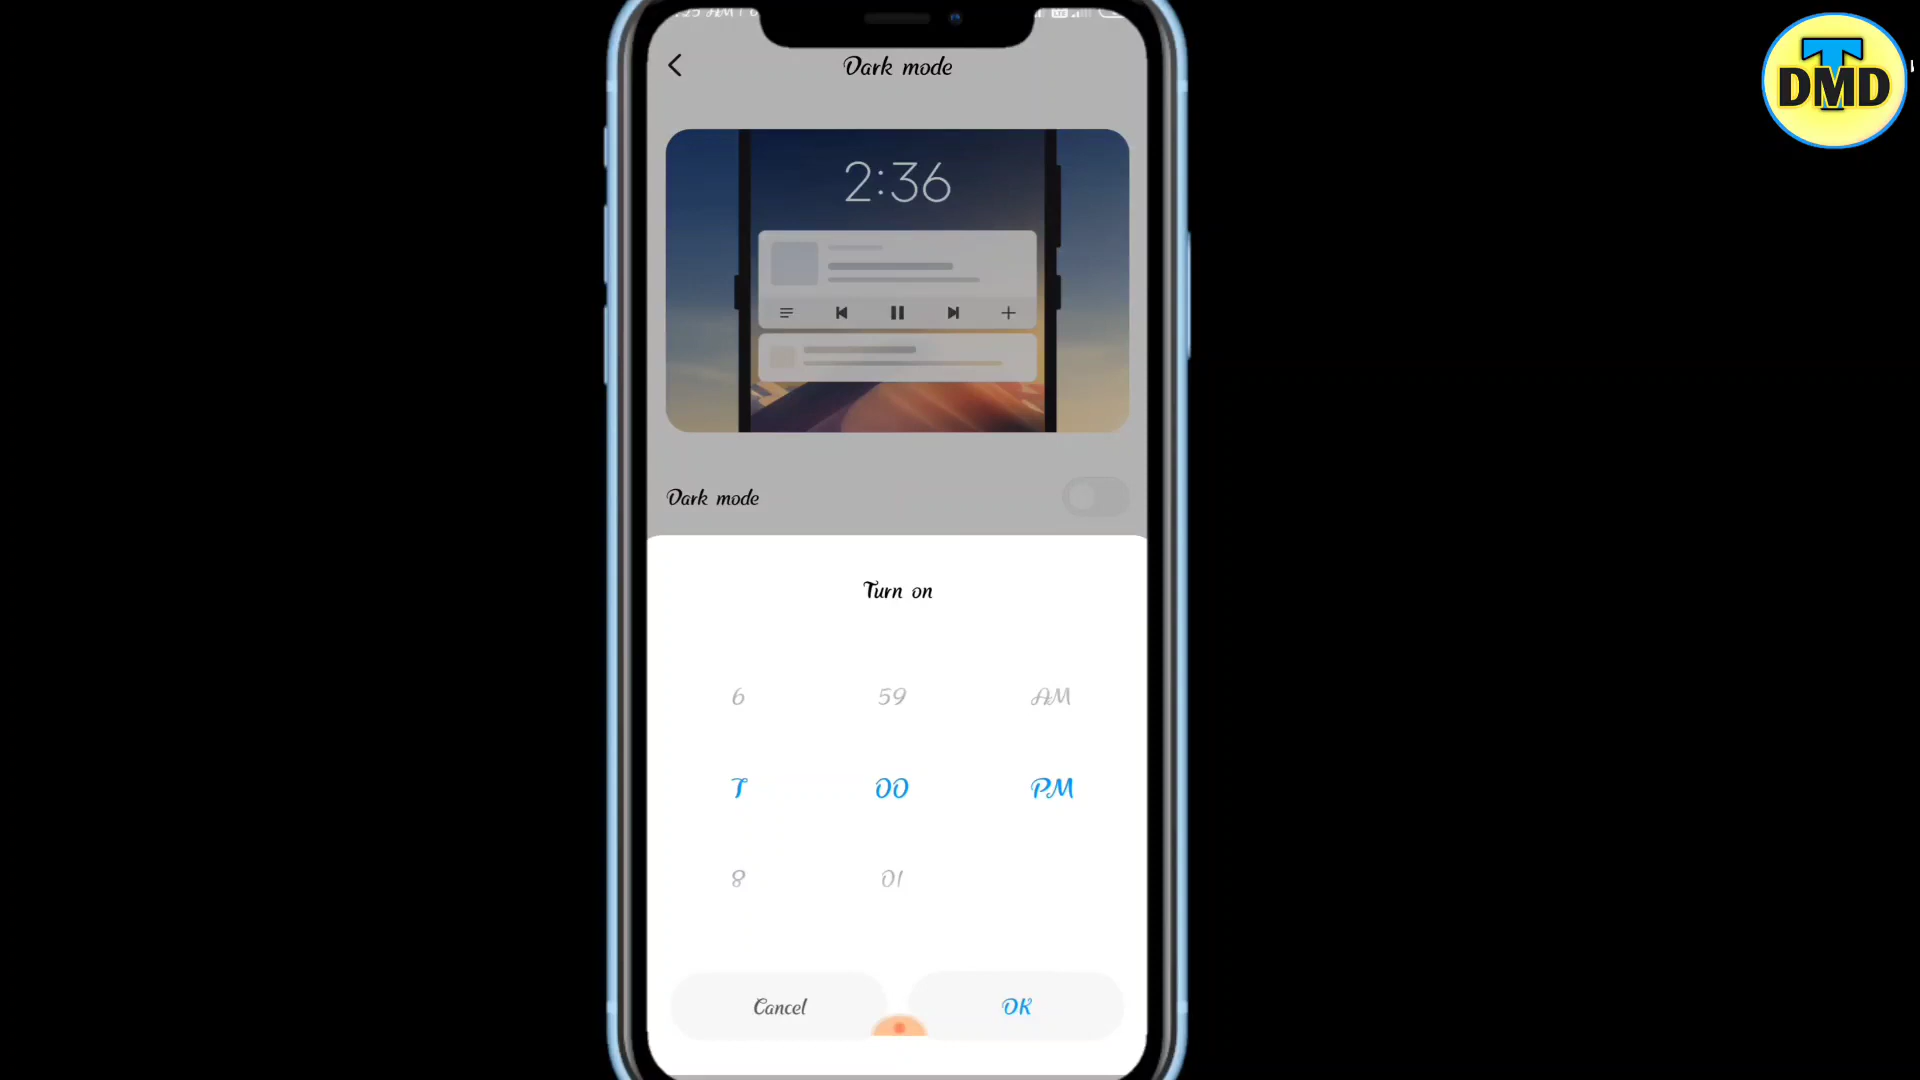 Dark mode
2:36
Dark mode
Turn on
6 59 AM
7 00 PM
8 01
Cancel OK
T
DMD